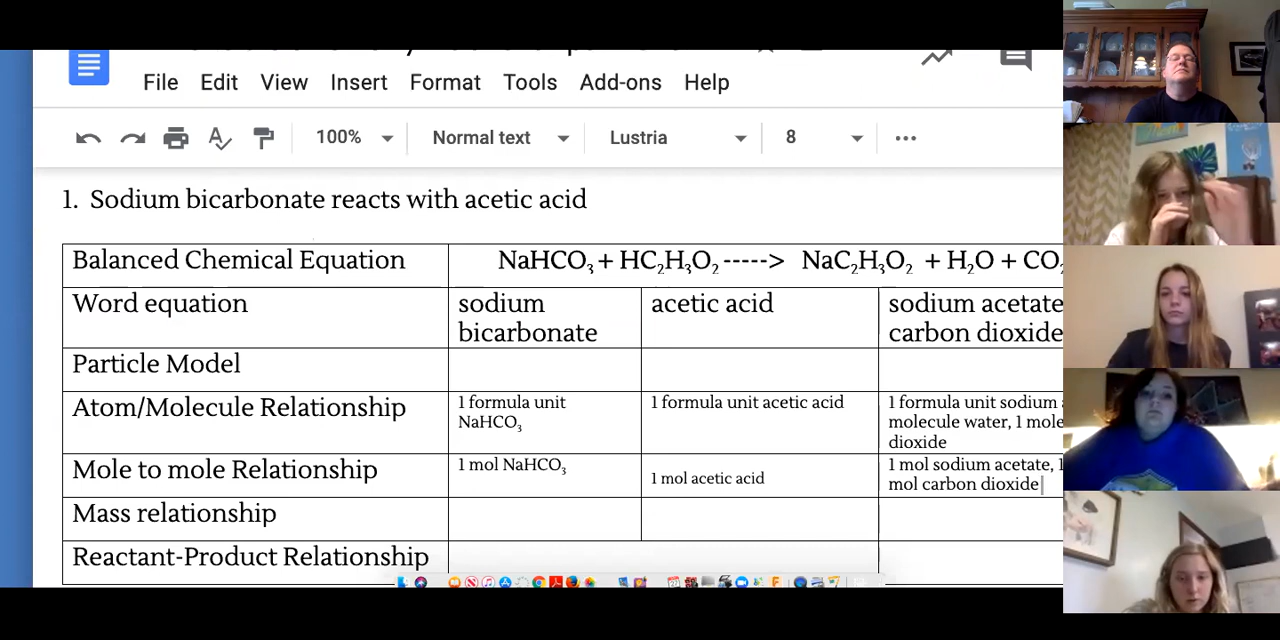 File Edit View Insert Format Tools Add-ons Help
100% Normal text Lustria 8
1. Sodium bicarbonate reacts with acetic acid
Balanced Chemical Equation NaHCO₃ + HC₂H₃O₂ -----> NaC₂H₃O₂ + H₂O + CO₂
Word equation
sodium
bicarbonate
acetic acid
sodium acetate
carbon dioxide
Particle Model
Atom/Molecule Relationship
1 formula unit
NaHCO₃
1 formula unit acetic acid
1 formula unit sodium
molecule water, 1 mole
dioxide
Mole to mole Relationship
1 mol NaHCO₃
1 mol acetic acid
1 mol sodium acetate, 1
mol carbon dioxide
Mass relationship
Reactant-Product Relationship